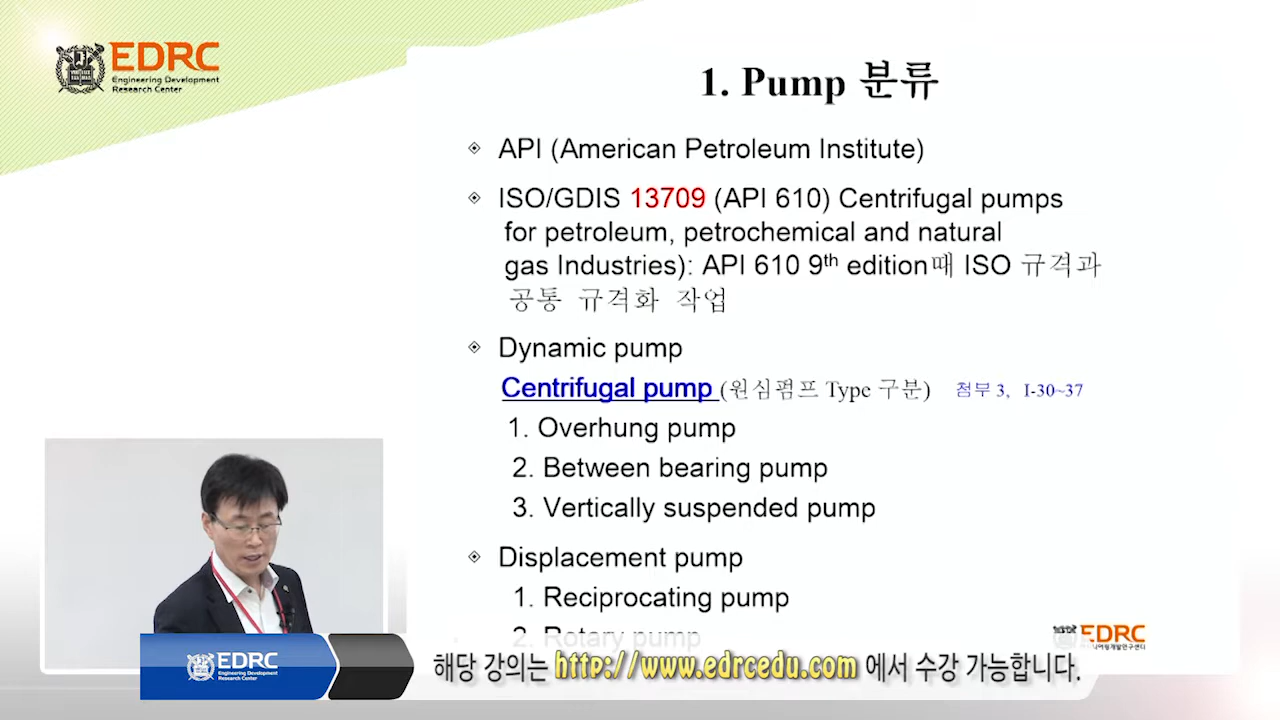 EDRC
Engineering Development
Research Center
1. Pump 분류
API (American Petroleum Institute)
ISO/GDIS 13709 (API 610) Centrifugal pumps
for petroleum, petrochemical and natural
gas Industries): API 610 9th edition때 ISO 규격과
공통 규격화 작업
Dynamic pump
Centrifugal pump (원심펌프 Type 구분) 첨부 3, I-30~37
1. Overhung pump
2. Between bearing pump
3. Vertically suspended pump
Displacement pump
1. Reciprocating pump
2. Rotary pump
EDRC
EDRC
Engineering Development
Research Center
해당 강의는 http://www.edrcedu.com 에서 수강 가능합니다.